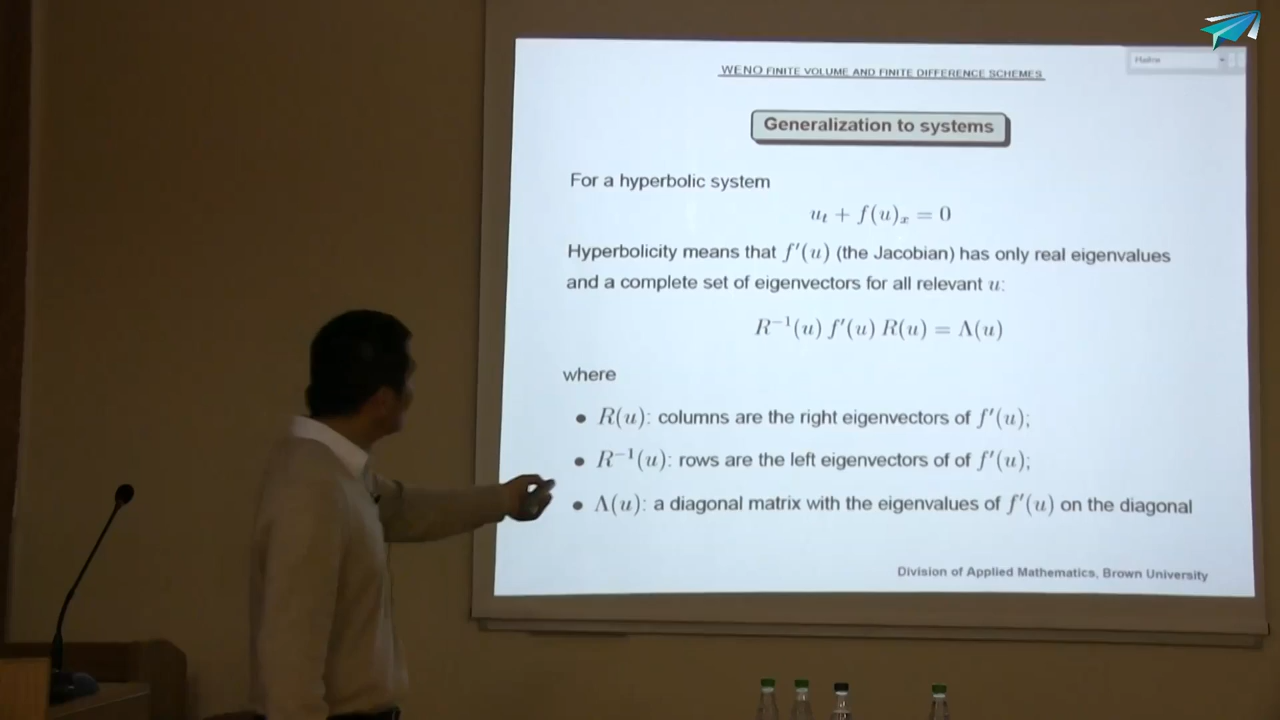 WENO FINITE VOLUME AND FINITE DIFFERENCE SCHEMES
Generalization to systems
For a hyperbolic system
u_t + f(u)_x = 0
Hyperbolicity means that f′(u) (the Jacobian) has only real eigenvalues
and a complete set of eigenvectors for all relevant u:
R⁻¹(u) f′(u) R(u) = Λ(u)
where
● R(u): columns are the right eigenvectors of f′(u);
● R⁻¹(u): rows are the left eigenvectors of of f′(u);
● Λ(u): a diagonal matrix with the eigenvalues of f′(u) on the diagonal
Division of Applied Mathematics, Brown University